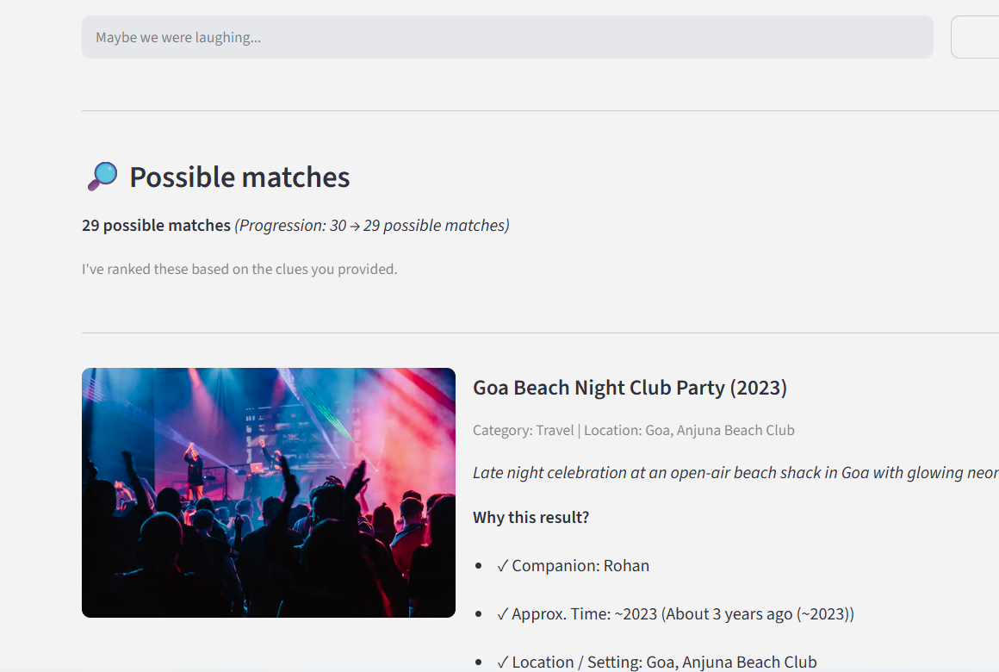 Maybe we were laughing...
Possible matches
29 possible matches (Progression: 30 → 29 possible matches)
I've ranked these based on the clues you provided.
Goa Beach Night Club Party (2023)
Category: Travel | Location: Goa, Anjuna Beach Club
Late night celebration at an open-air beach shack in Goa with glowing neon
Why this result?
• ✓ Companion: Rohan
• ✓ Approx. Time: ~2023 (About 3 years ago (~2023))
• ✓ Location / Setting: Goa, Anjuna Beach Club